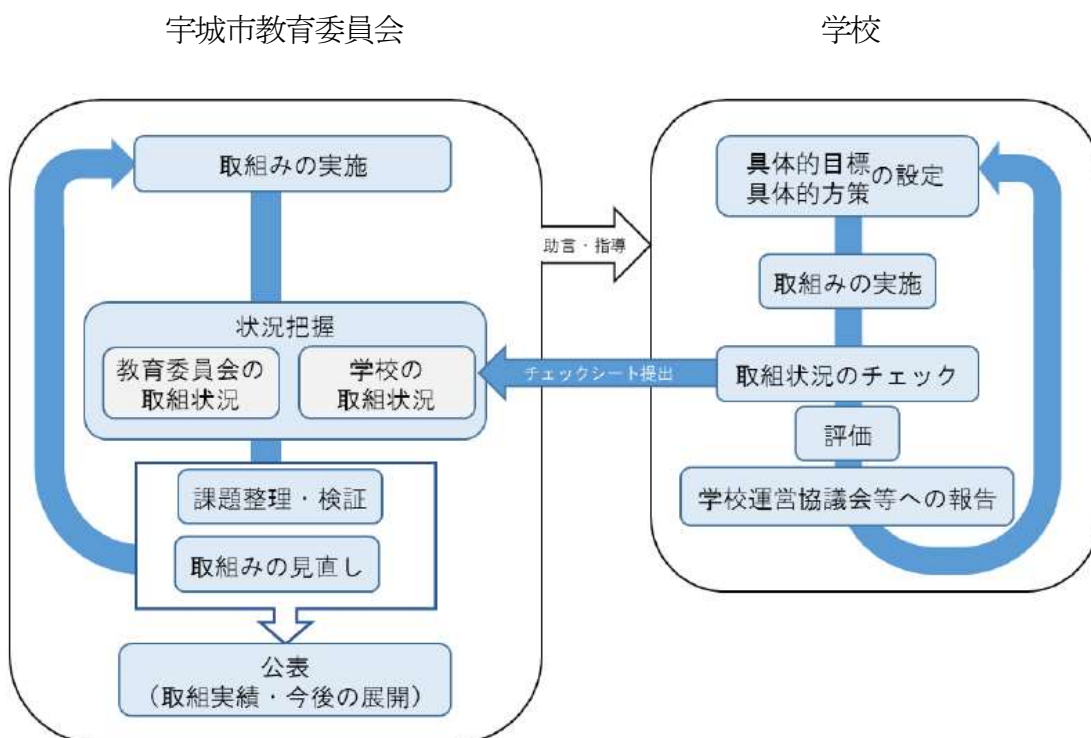 宇城市教育委員会
学校
取組みの実施
状況把握
教育委員会の
取組状況
学校の
取組状況
課題整理・検証
取組みの見直し
公表
（取組実績・今後の展開）
助言・指導
チェックシート提出
具体的目標
具体的方策
の設定
取組みの実施
取組状況のチェック
評価
学校運営協議会等への報告